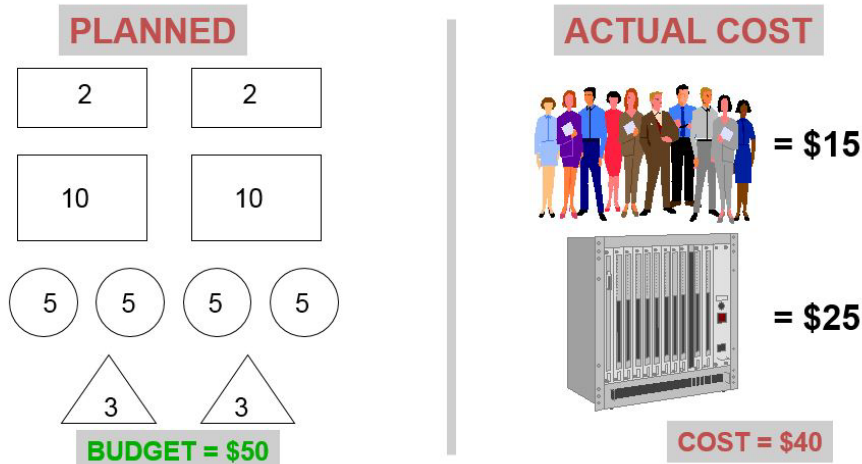 PLANNED
2 2
10 10
5 5 5 5
3 3
BUDGET = $50
ACTUAL COST
= $15
= $25
COST = $40